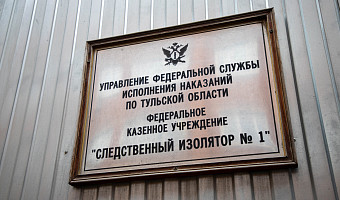 УПРАВЛЕНИЕ ФЕДЕРАЛЬНОЙ СЛУЖБЫ
ИСПОЛНЕНИЯ НАКАЗАНИЙ
ПО ТУЛЬСКОЙ ОБЛАСТИ
ФЕДЕРАЛЬНОЕ
КАЗЕННОЕ УЧРЕЖДЕНИЕ
"СЛЕДСТВЕННЫЙ ИЗОЛЯТОР № 1"